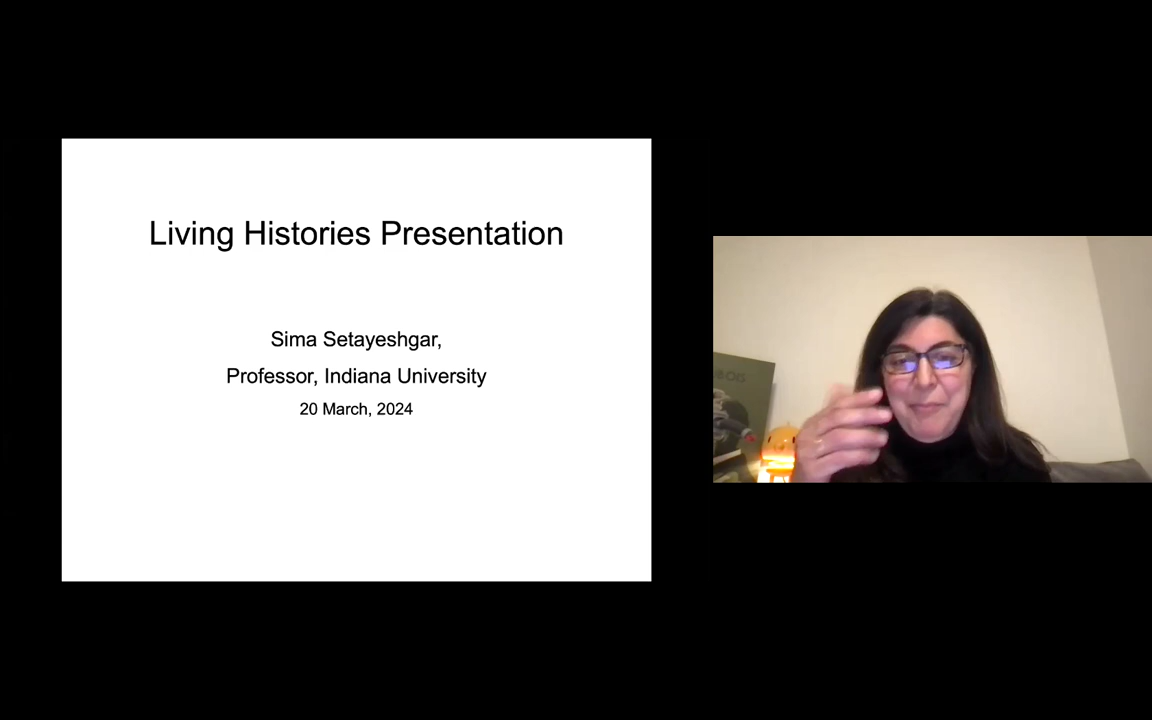 Living Histories Presentation
Sima Setayeshgar,
Professor, Indiana University
20 March, 2024